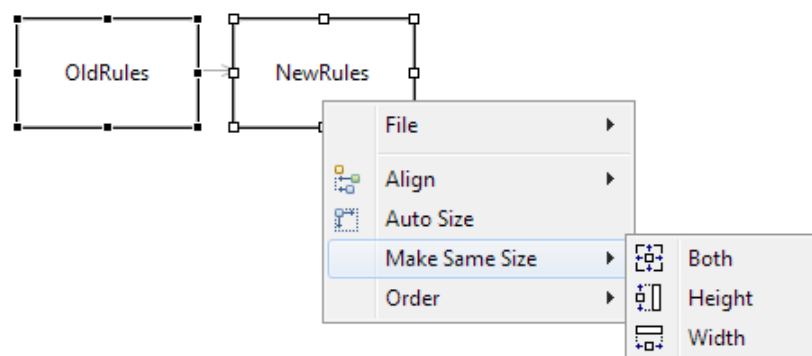 OldRules
NewRules
File
Align
Auto Size
Make Same Size
Order
Both
Height
Width